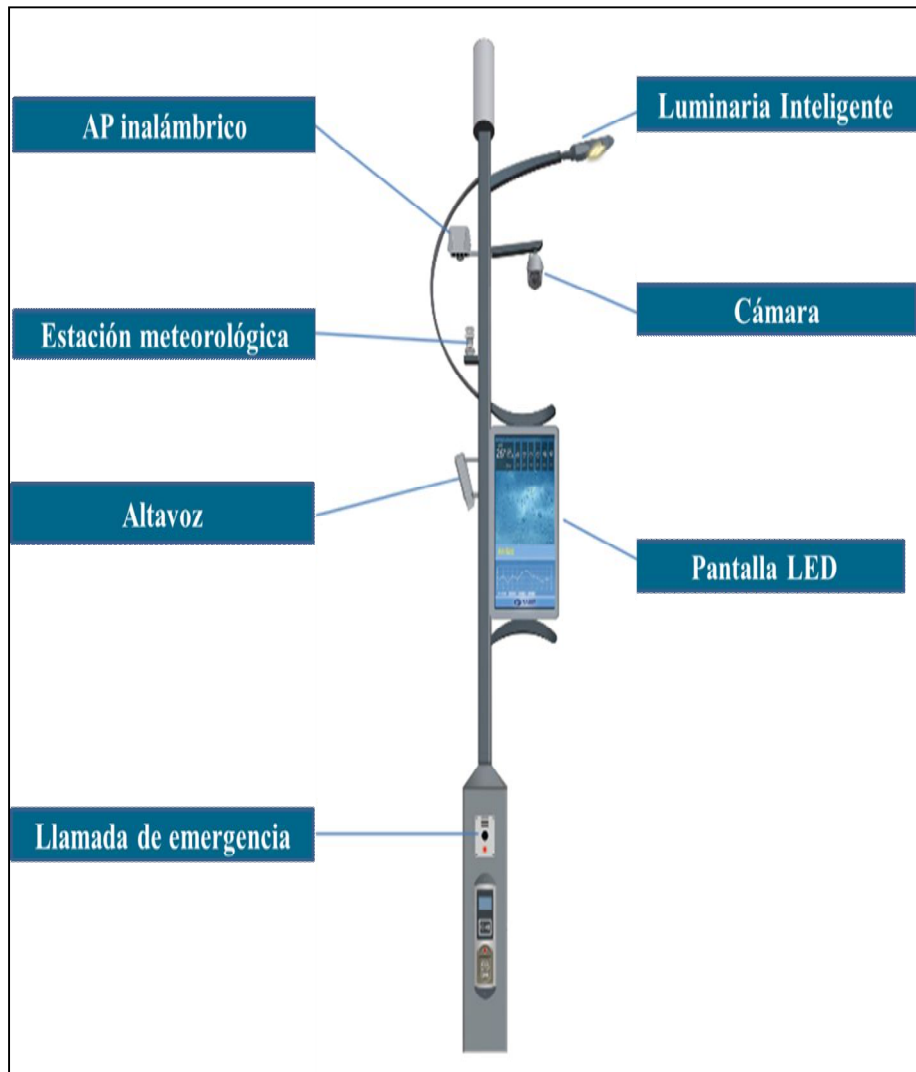 Luminaria Inteligente
AP inalámbrico
Cámara
Estación meteorológica
Altavoz
Pantalla LED
Llamada de emergencia